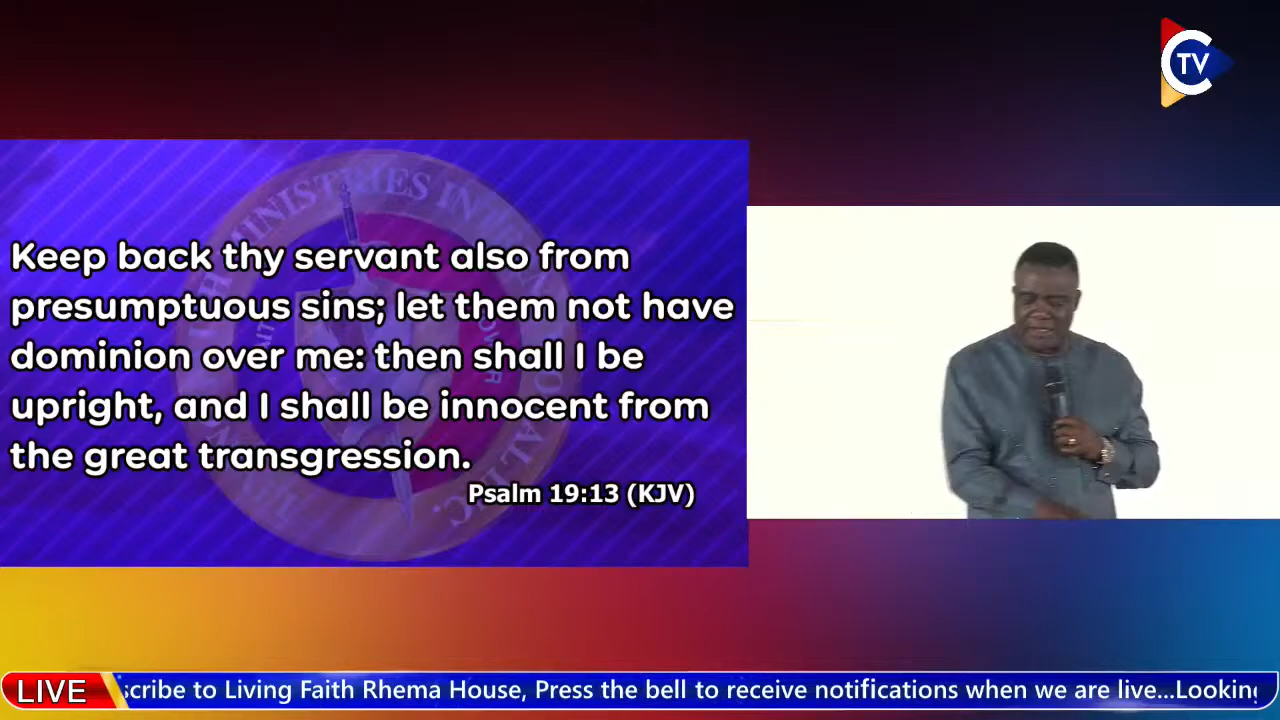 TV
MINISTRIES IN
Keep back thy servant also from
presumptuous sins; let them not have
dominion over me: then shall I be
upright, and I shall be innocent from
the great transgression.
Psalm 19:13 (KJV)
LIVE
scribe to Living Faith Rhema House, Press the bell to receive notifications when we are live...Looking